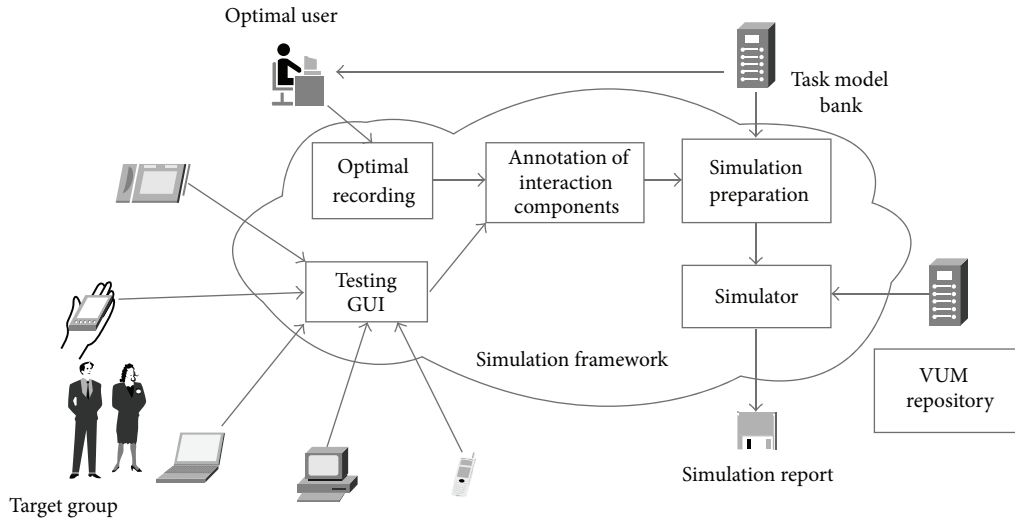 Optimal user
Task model
bank
Optimal
recording
Annotation of
interaction
components
Simulation
preparation
Testing
GUI
Simulator
Simulation framework
VUM
repository
Simulation report
Target group